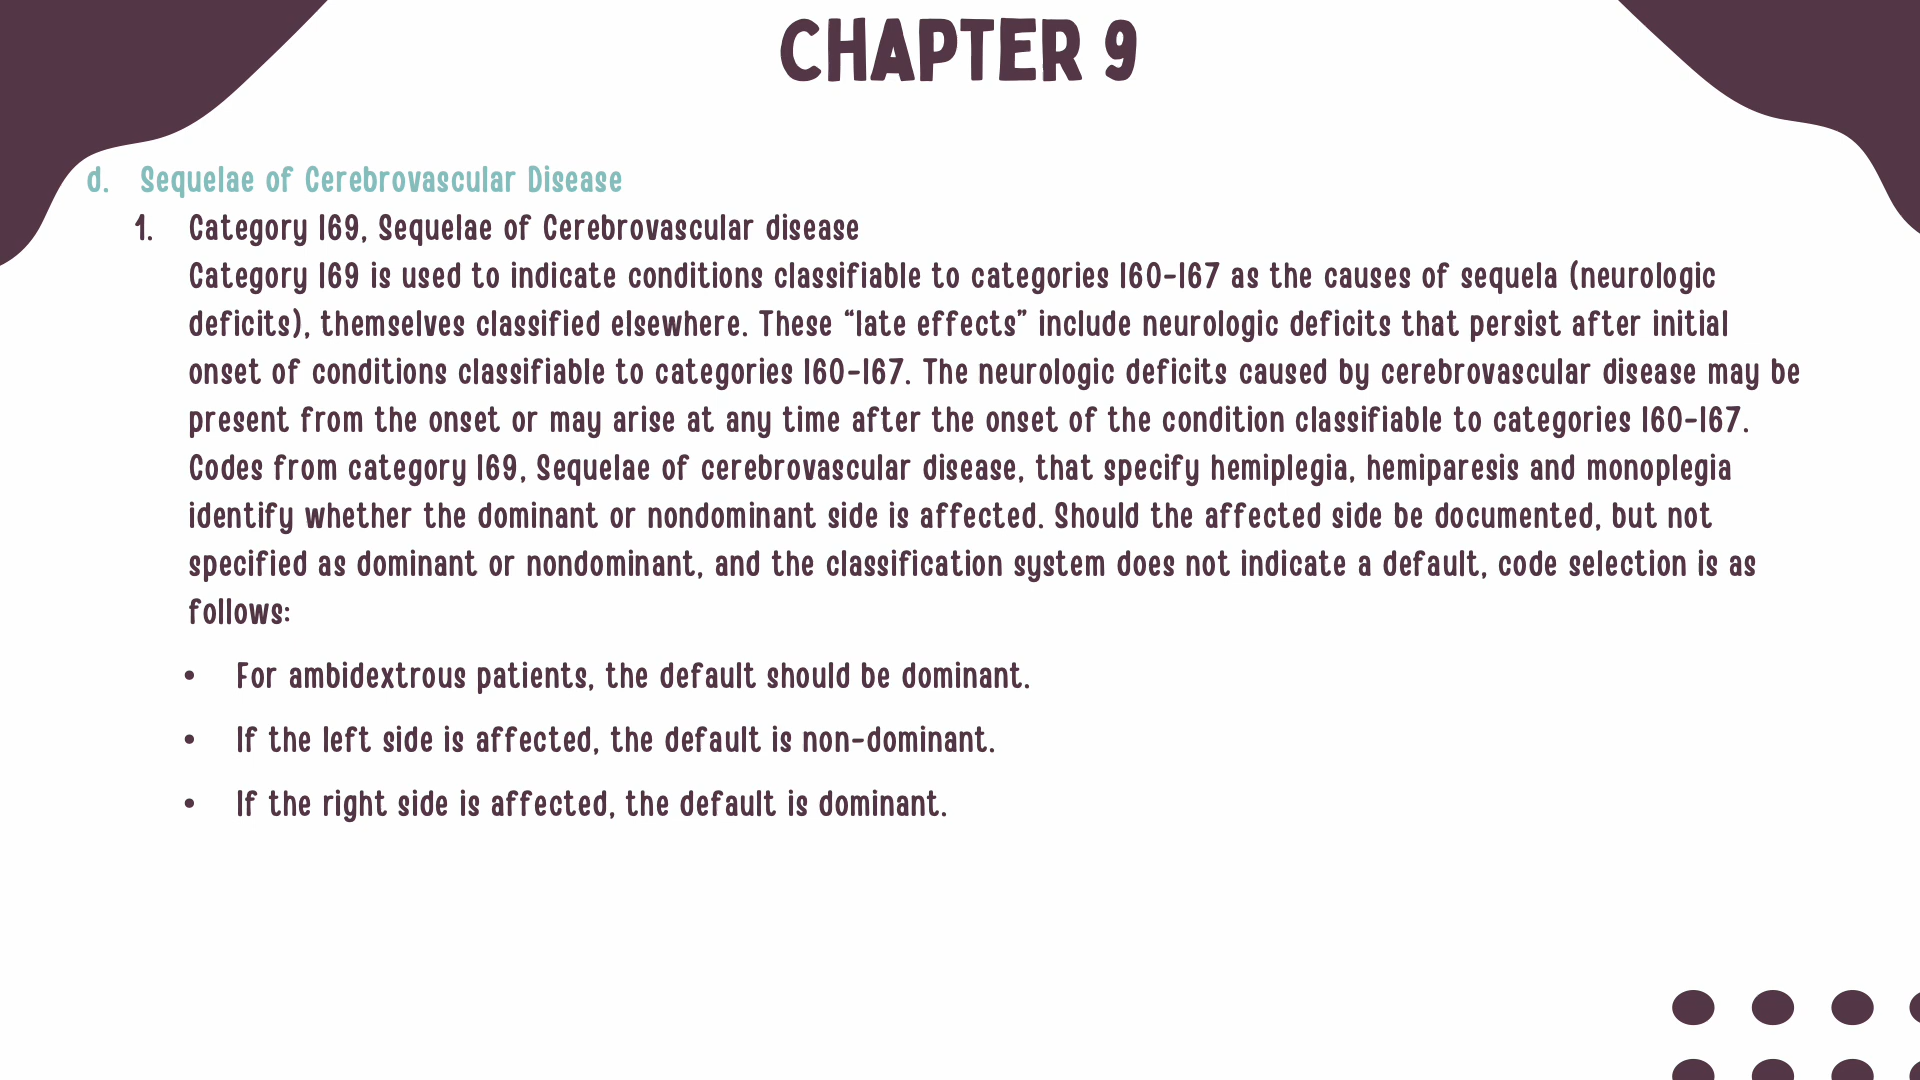 CHAPTER 9
d. Sequelae of Cerebrovascular Disease
1. Category I69, Sequelae of Cerebrovascular disease
Category I69 is used to indicate conditions classifiable to categories I60-I67 as the causes of sequela (neurologic
deficits), themselves classified elsewhere. These “late effects” include neurologic deficits that persist after initial
onset of conditions classifiable to categories I60-I67. The neurologic deficits caused by cerebrovascular disease may be
present from the onset or may arise at any time after the onset of the condition classifiable to categories I60-I67.
Codes from category I69, Sequelae of cerebrovascular disease, that specify hemiplegia, hemiparesis and monoplegia
identify whether the dominant or nondominant side is affected. Should the affected side be documented, but not
specified as dominant or nondominant, and the classification system does not indicate a default, code selection is as
follows:
• For ambidextrous patients, the default should be dominant.
• If the left side is affected, the default is non-dominant.
• If the right side is affected, the default is dominant.